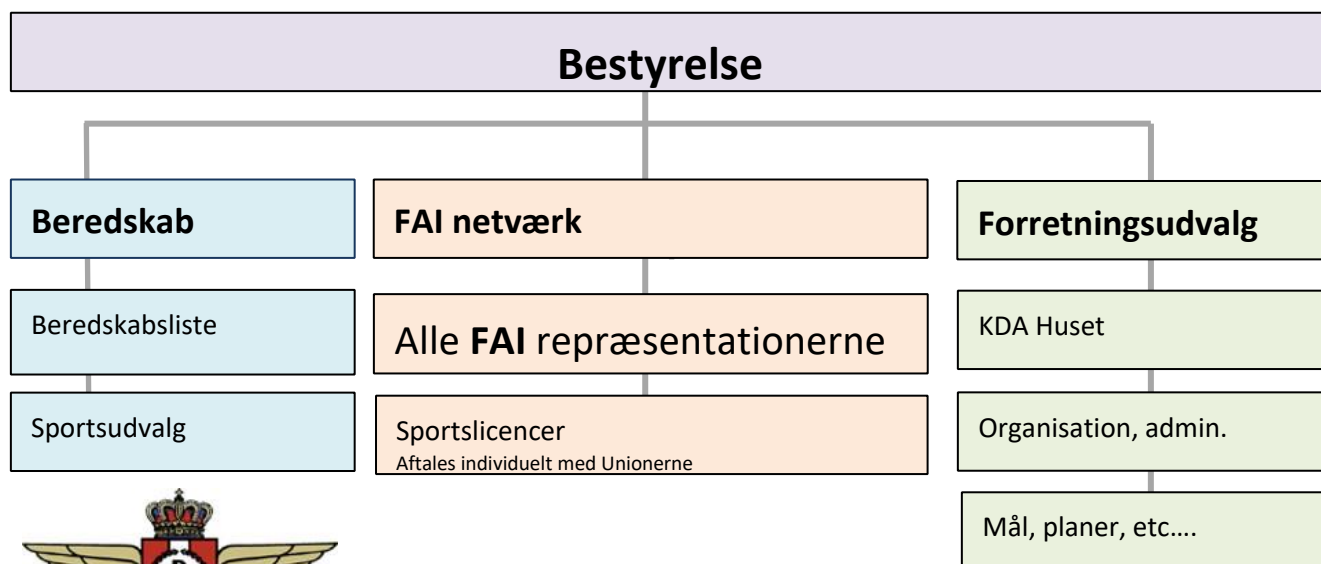 Bestyrelse
Beredskab
Beredskabsliste
Sportsudvalg
FAI netværk
Alle FAI repræsentationerne
Sportslicencer
Aftales individuelt med Unionerne
Forretningsudvalg
KDA Huset
Organisation, admin.
Mål, planer, etc....